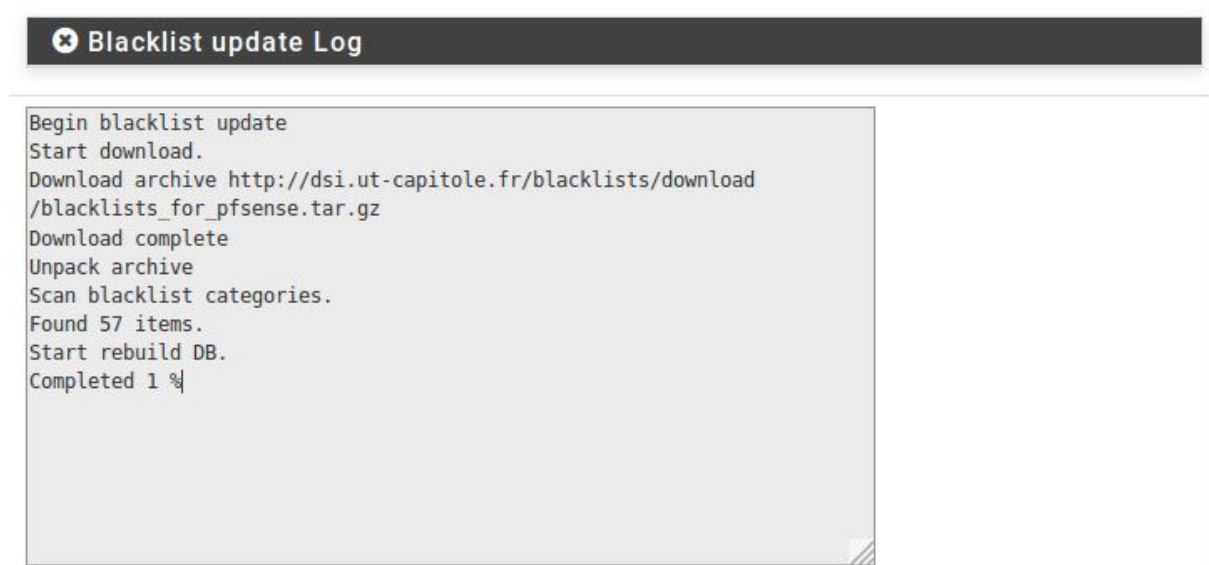 Blacklist update Log
Begin blacklist update
Start download.
Download archive http://dsi.ut-capitole.fr/blacklists/download
/blacklists_for_pfsense.tar.gz
Download complete
Unpack archive
Scan blacklist categories.
Found 57 items.
Start rebuild DB.
Completed 1 %